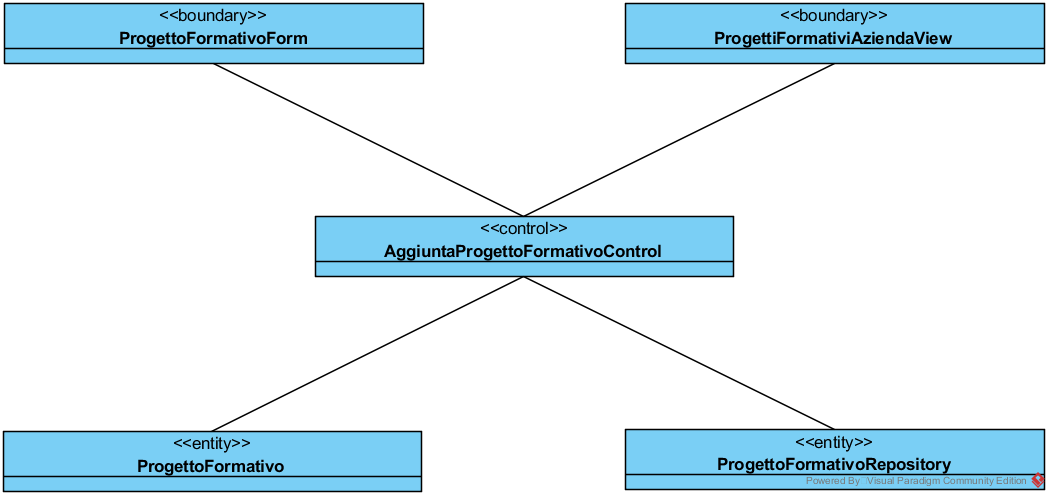 <<boundary>>
ProgettoFormativoForm
<<boundary>>
ProgettiFormativiAziendaView
<<control>>
AggiuntaProgettoFormativoControl
<<entity>>
ProgettoFormativo
<<entity>>
ProgettoFormativoRepository
Powered By Visual Paradigm Community Edition